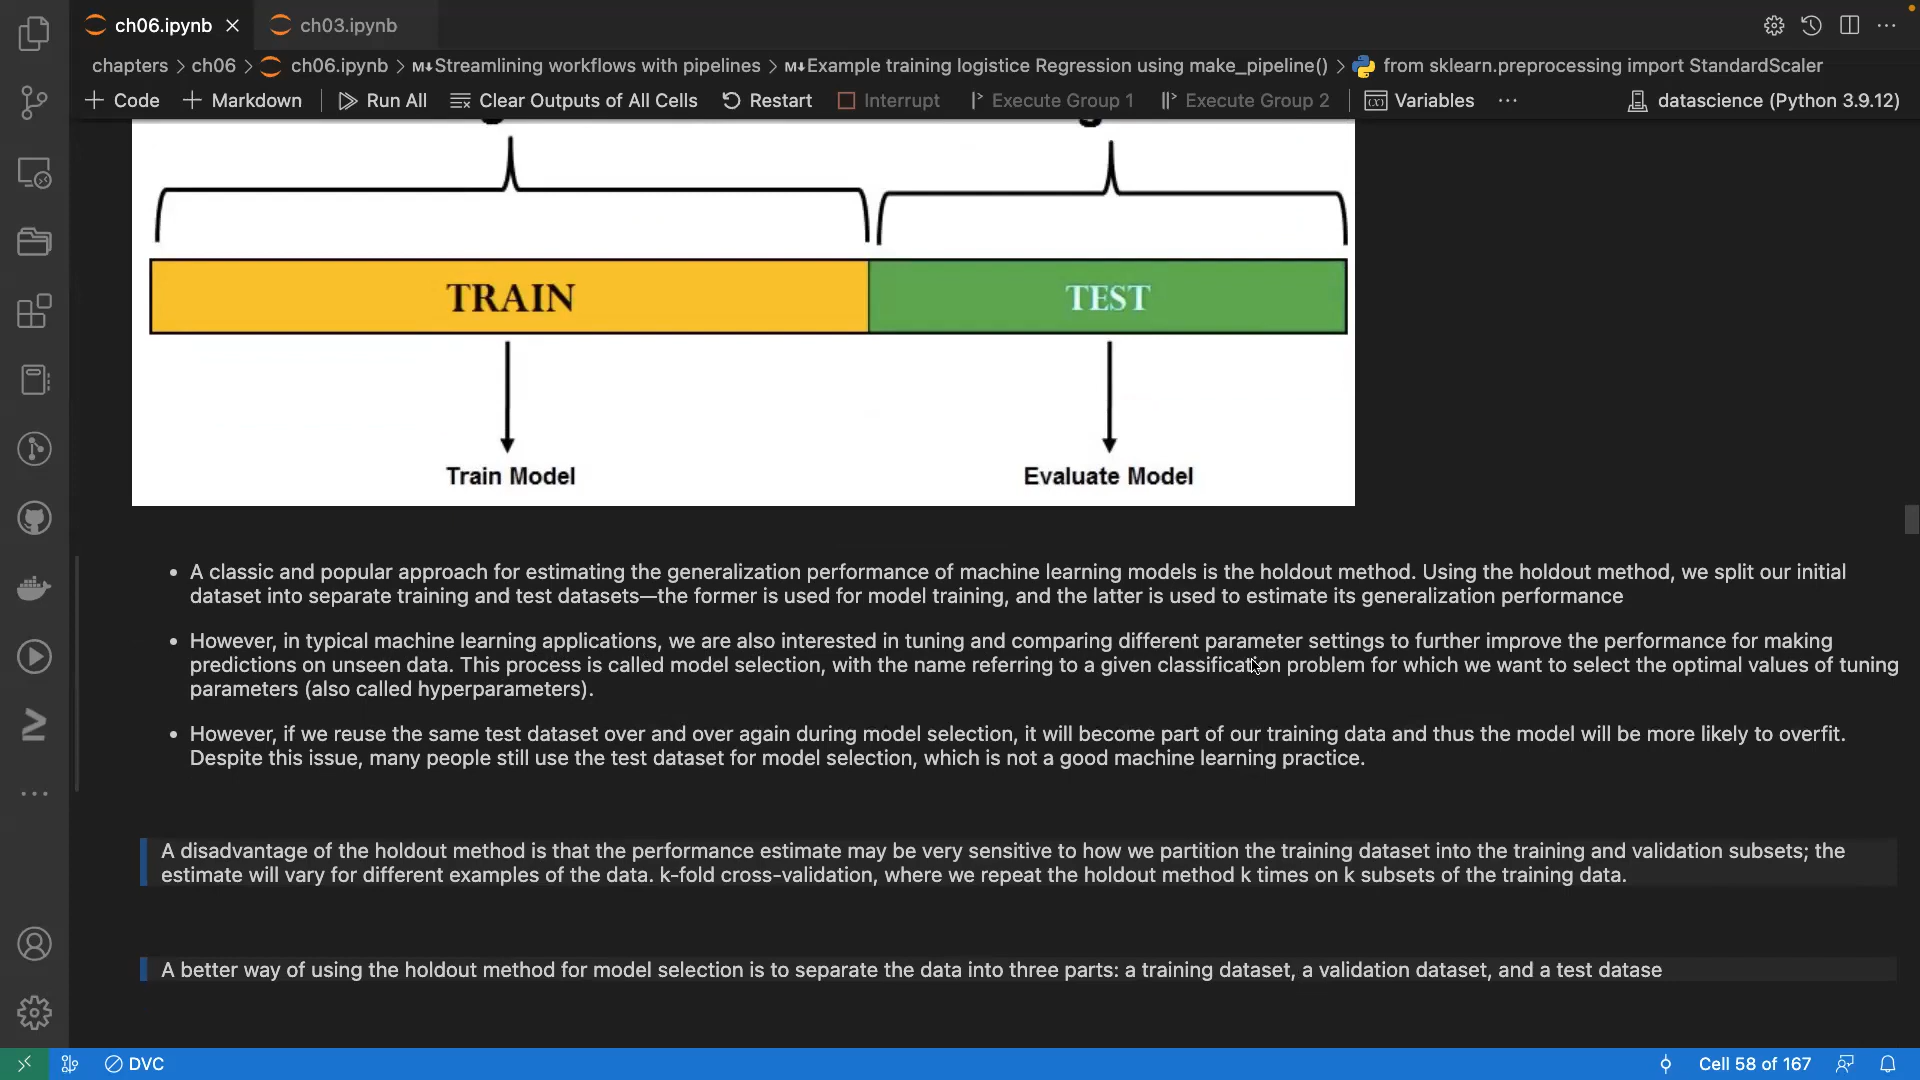 ch06.ipynb
ch03.ipynb
chapters > ch06 > ch06.ipynb > M↓Streamlining workflows with pipelines > M↓Example training logistice Regression using make_pipeline() > from sklearn.preprocessing import StandardScaler
+ Code + Markdown Run All Clear Outputs of All Cells Restart Interrupt Execute Group 1 Execute Group 2 Variables ··· datascience (Python 3.9.12)
TRAIN TEST
Train Model Evaluate Model
• A classic and popular approach for estimating the generalization performance of machine learning models is the holdout method. Using the holdout method, we split our initial
dataset into separate training and test datasets—the former is used for model training, and the latter is used to estimate its generalization performance
• However, in typical machine learning applications, we are also interested in tuning and comparing different parameter settings to further improve the performance for making
predictions on unseen data. This process is called model selection, with the name referring to a given classification problem for which we want to select the optimal values of tuning
parameters (also called hyperparameters).
• However, if we reuse the same test dataset over and over again during model selection, it will become part of our training data and thus the model will be more likely to overfit.
Despite this issue, many people still use the test dataset for model selection, which is not a good machine learning practice.
A disadvantage of the holdout method is that the performance estimate may be very sensitive to how we partition the training dataset into the training and validation subsets; the
estimate will vary for different examples of the data. k-fold cross-validation, where we repeat the holdout method k times on k subsets of the training data.
A better way of using the holdout method for model selection is to separate the data into three parts: a training dataset, a validation dataset, and a test datase
DVC
Cell 58 of 167